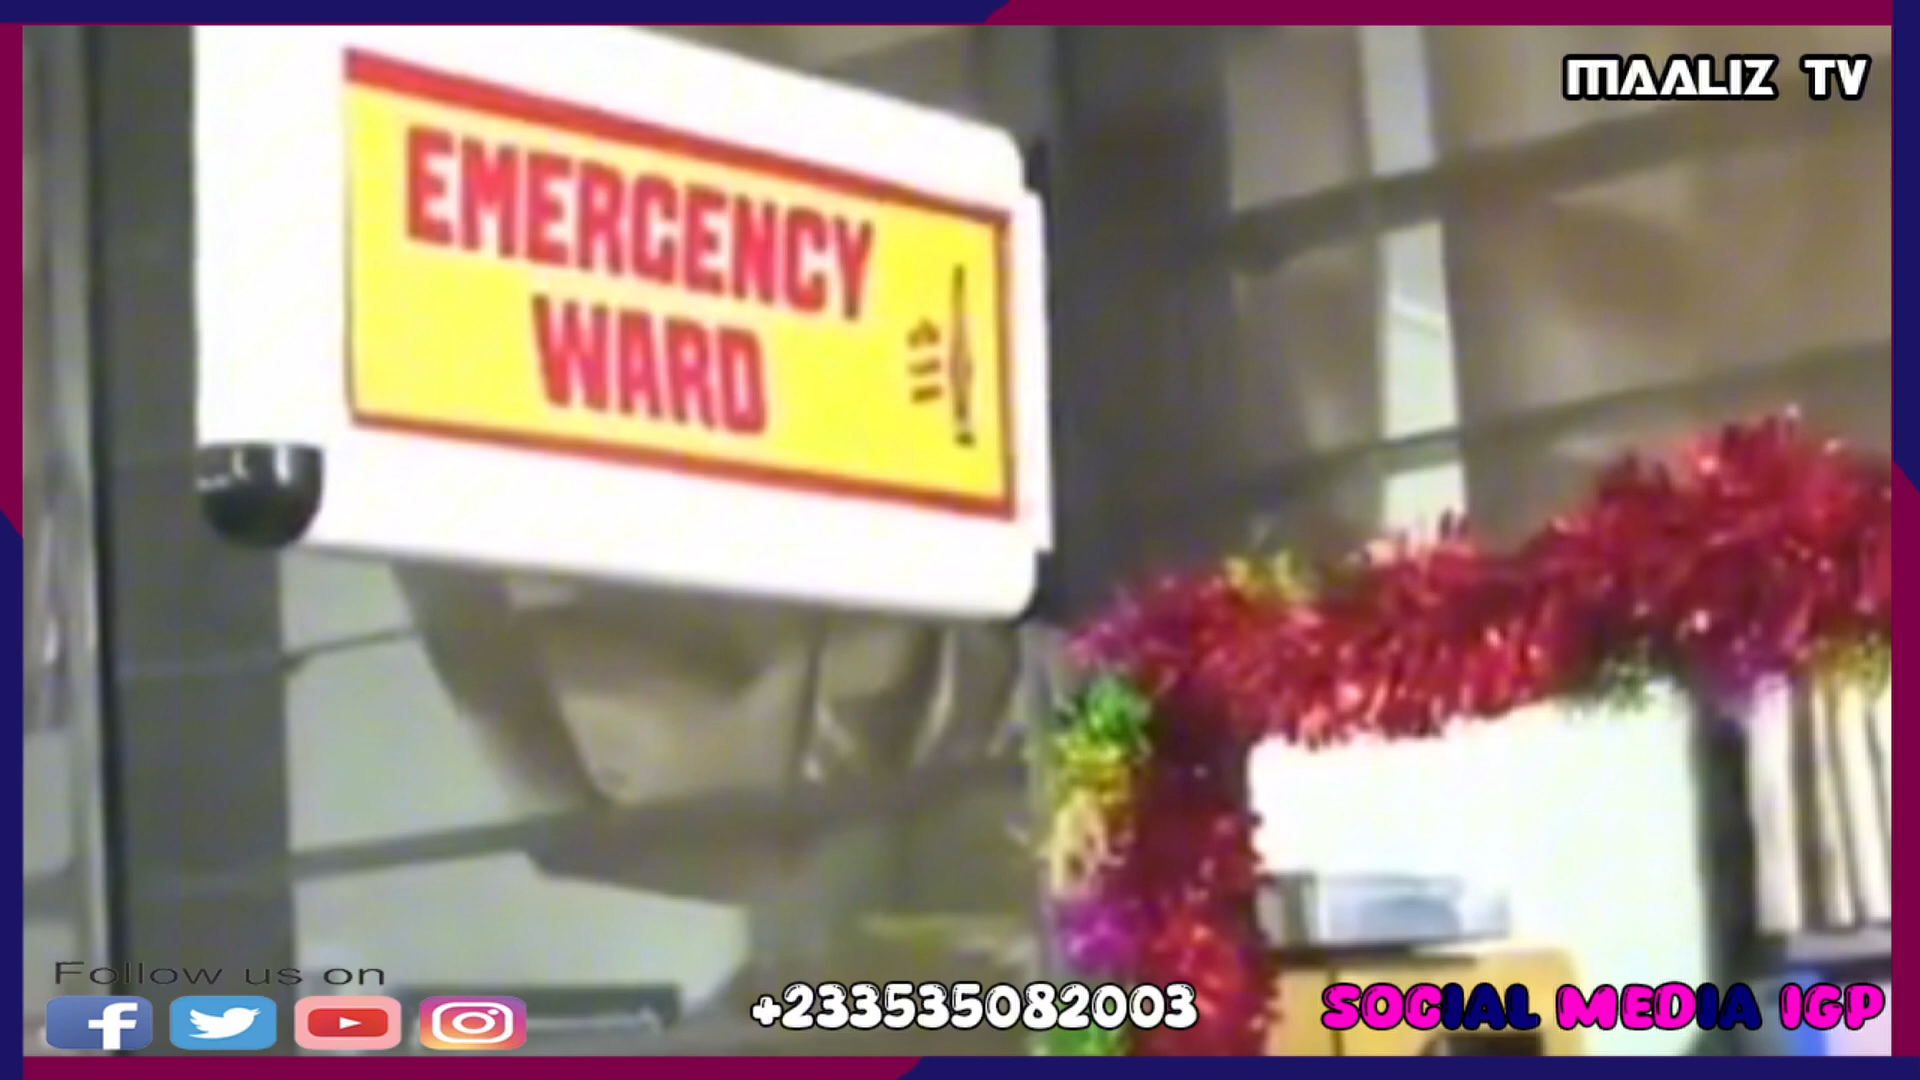 MAALIZ TV
EMERGENCY
WARD
Follow us on
+233535082003
SOCIAL MEDIA IGP